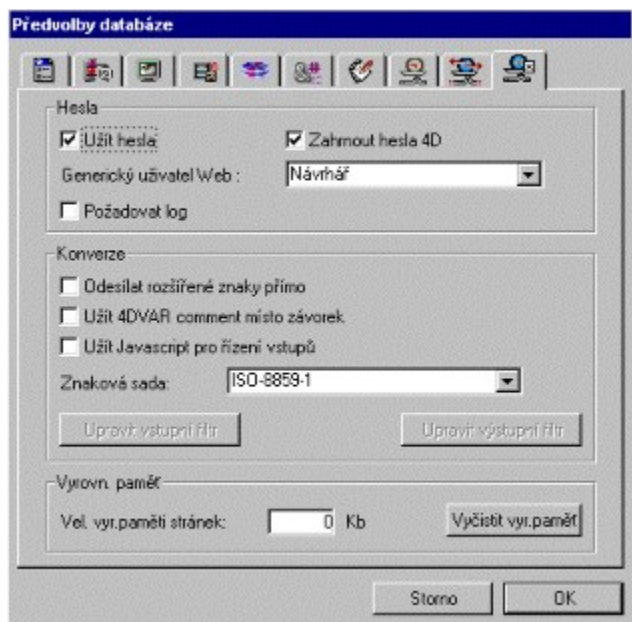 Předvolby databáze
Hesla
Užít hesla
Zahrnout hesla 4D
Generický uživatel Web :
Návrhář
Požadovat log
Konverze
Odesílat rozšířené znaky přímo
Užít 4DVAR comment místo závorek
Užít Javascript pro řízení vstupů
Znaková sada:
ISO-8859-1
Upravit vstupní filtr
Upravit výstupní filtr
Vyrovn. paměť
Vel. vyr.paměti stránek:
0 Kb
Vyčistit vyr.paměť
Storno
OK